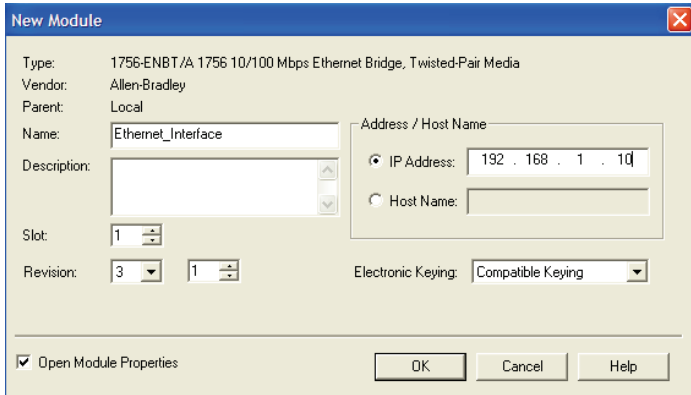 New Module
Type: 1756-ENBT/A 1756 10/100 Mbps Ethernet Bridge, Twisted-Pair Media
Vendor: Allen-Bradley
Parent: Local
Name: Ethernet_Interface
Address / Host Name
IP Address: 192 . 168 . 1 . 10
Description:
Host Name:
Slot: 1
Revision: 3 1 Electronic Keying: Compatible Keying
Open Module Properties OK Cancel Help